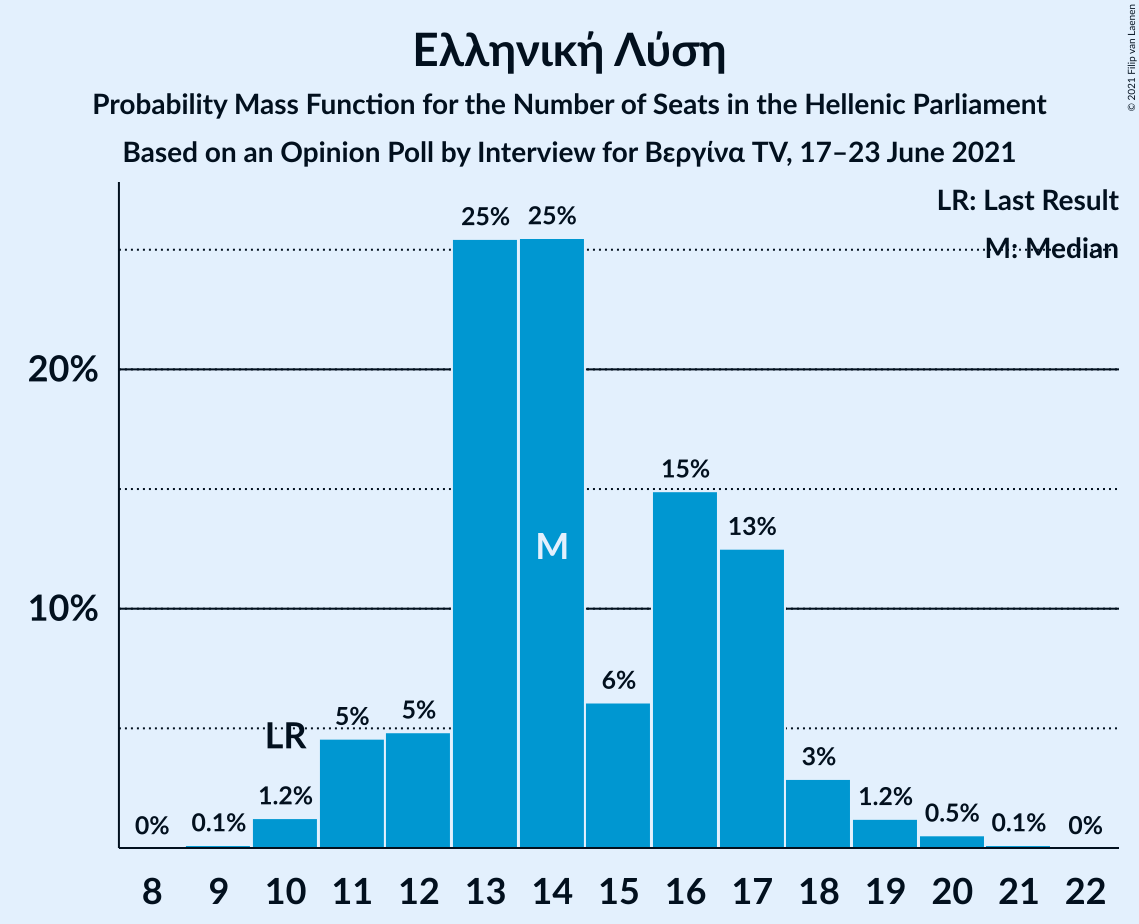 Ελληνική Λύση
Probability Mass Function for the Number of Seats in the Hellenic Parliament
Based on an Opinion Poll by Interview for Βεργίνα TV, 17–23 June 2021
© 2021 Filip van Laenen
LR: Last Result
M: Median
25% 25%
20%
15%
13%
M
10%
6%
5% 5%
LR
3%
1.2% 1.2%
0% 0.1% 0.5% 0.1% 0%
8 9 10 11 12 13 14 15 16 17 18 19 20 21 22